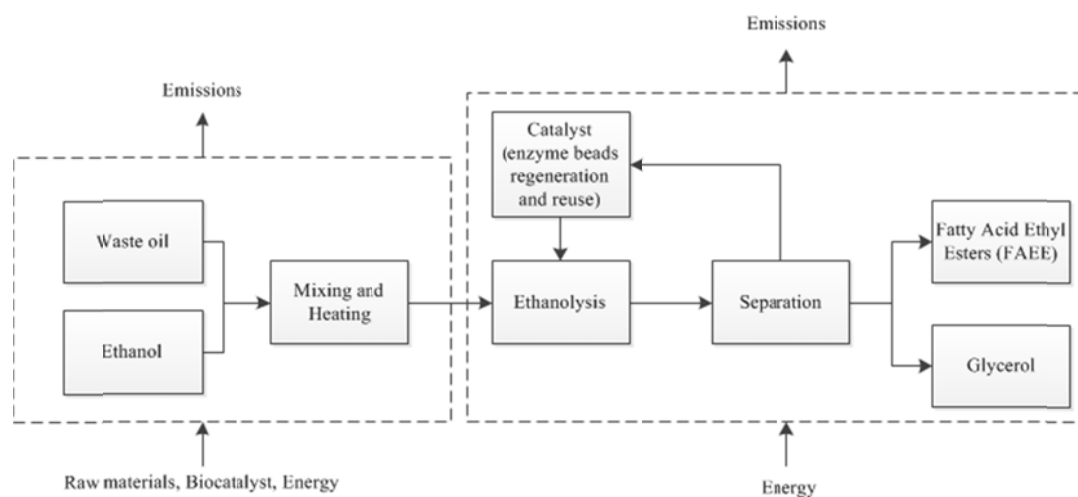 Emissions
Emissions
Waste oil
Ethanol
Mixing and
Heating
Raw materials, Biocatalyst, Energy
Catalyst
(enzyme beads
regeneration
and reuse)
Ethanolysis
Separation
Fatty Acid Ethyl
Esters (FAEE)
Glycerol
Energy